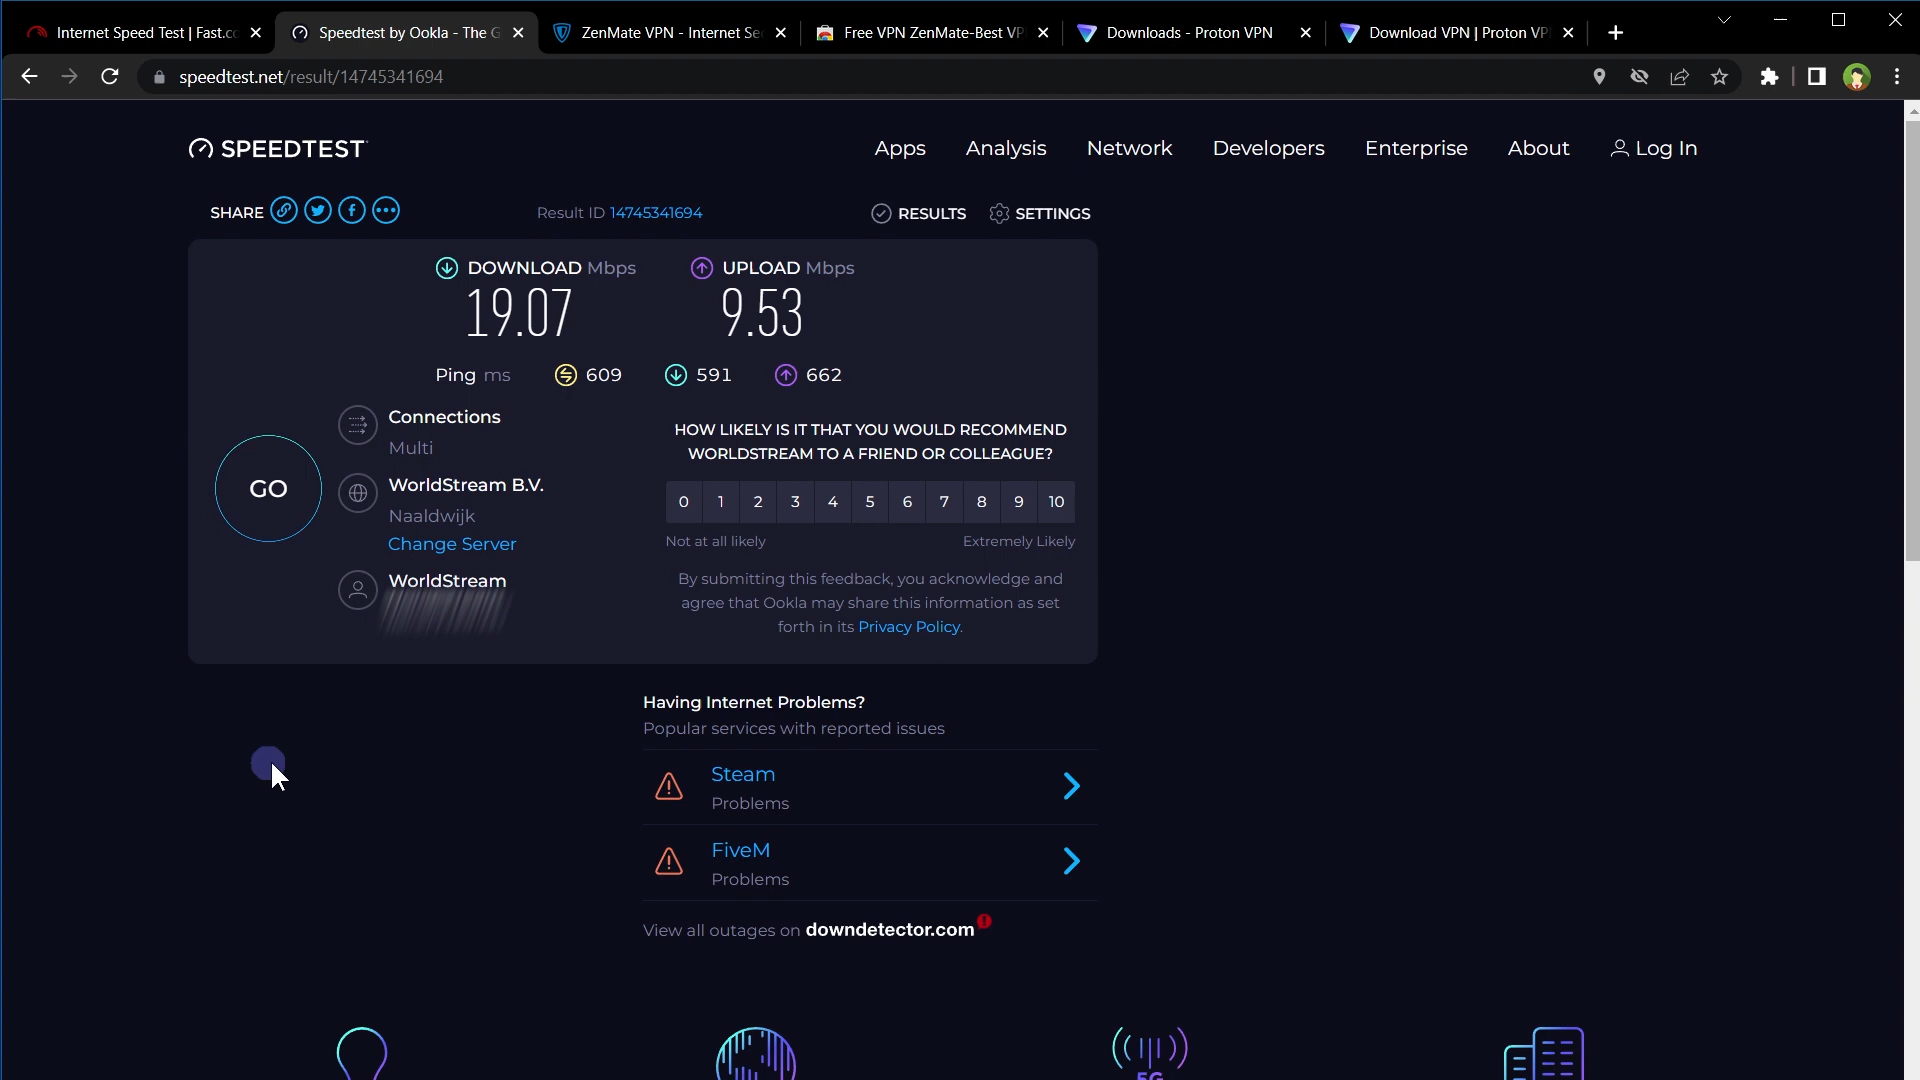 Internet Speed Test | Fast.co
Speedtest by Ookla - The G
ZenMate VPN - Internet Se
Free VPN ZenMate-Best VP
Downloads - Proton VPN
Download VPN | Proton VP
speedtest.net/result/14745341694
SPEEDTEST
Apps
Analysis
Network
Developers
Enterprise
About
Log In
SHARE
Result ID 14745341694
RESULTS
SETTINGS
DOWNLOAD Mbps
UPLOAD Mbps
19.07
9.53
Ping ms
609
591
662
Connections
Multi
GO
WorldStream B.V.
Naaldwijk
Change Server
WorldStream
HOW LIKELY IS IT THAT YOU WOULD RECOMMEND
WORLDSTREAM TO A FRIEND OR COLLEAGUE?
0 1 2 3 4 5 6 7 8 9 10
Not at all likely
Extremely Likely
By submitting this feedback, you acknowledge and
agree that Ookla may share this information as set
forth in its Privacy Policy.
Having Internet Problems?
Popular services with reported issues
Steam
Problems
FiveM
Problems
View all outages on downdetector.com
5G